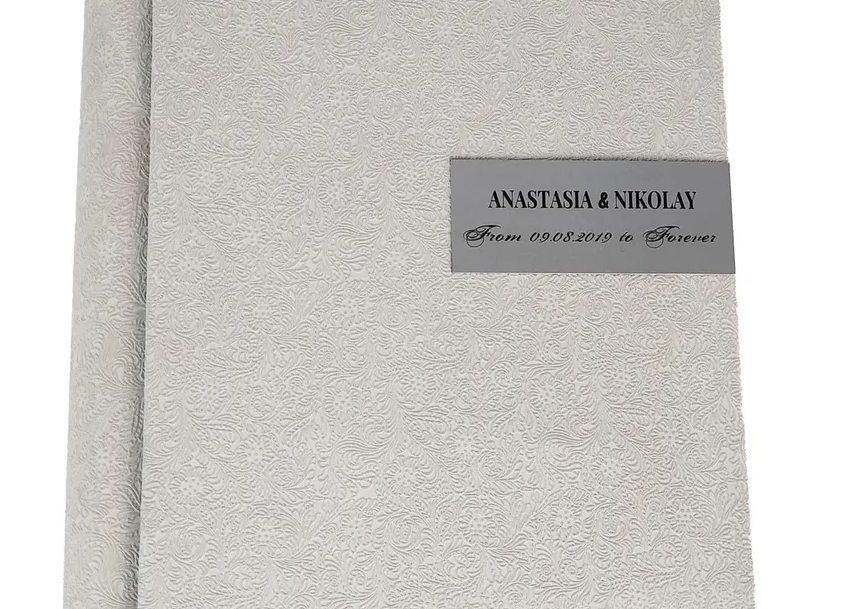 ANASTASIA & NIKOLAY
From 09.08.2019 to Forever